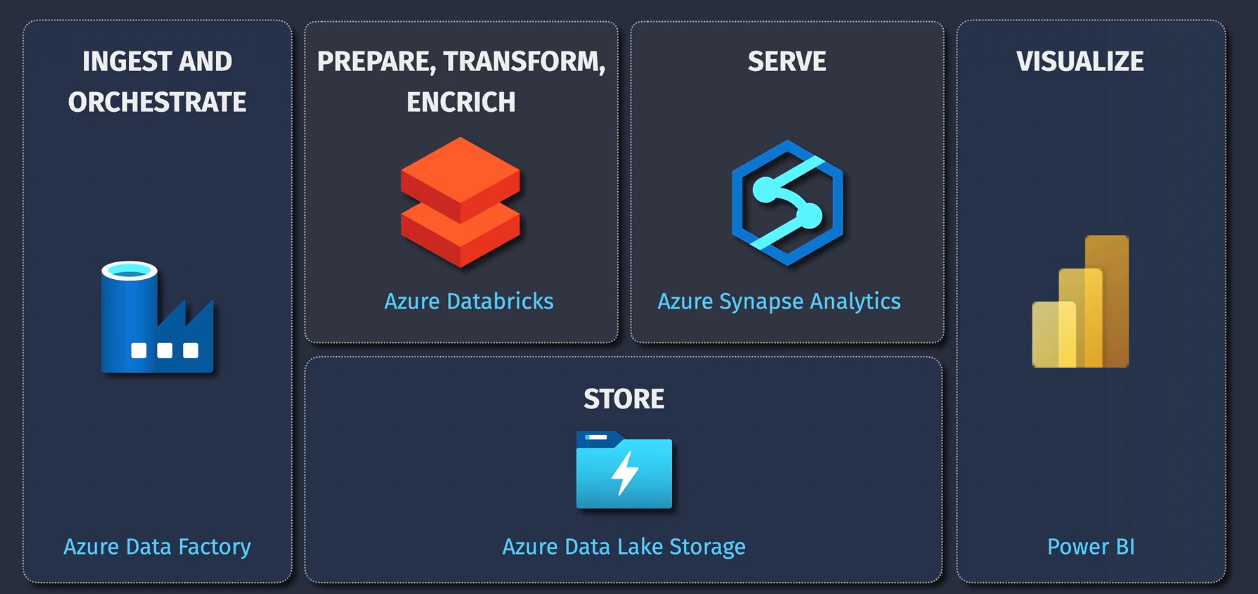 INGEST AND
ORCHESTRATE
Azure Data Factory
PREPARE, TRANSFORM,
ENCRICH
Azure Databricks
SERVE
Azure Synapse Analytics
STORE
Azure Data Lake Storage
VISUALIZE
Power BI